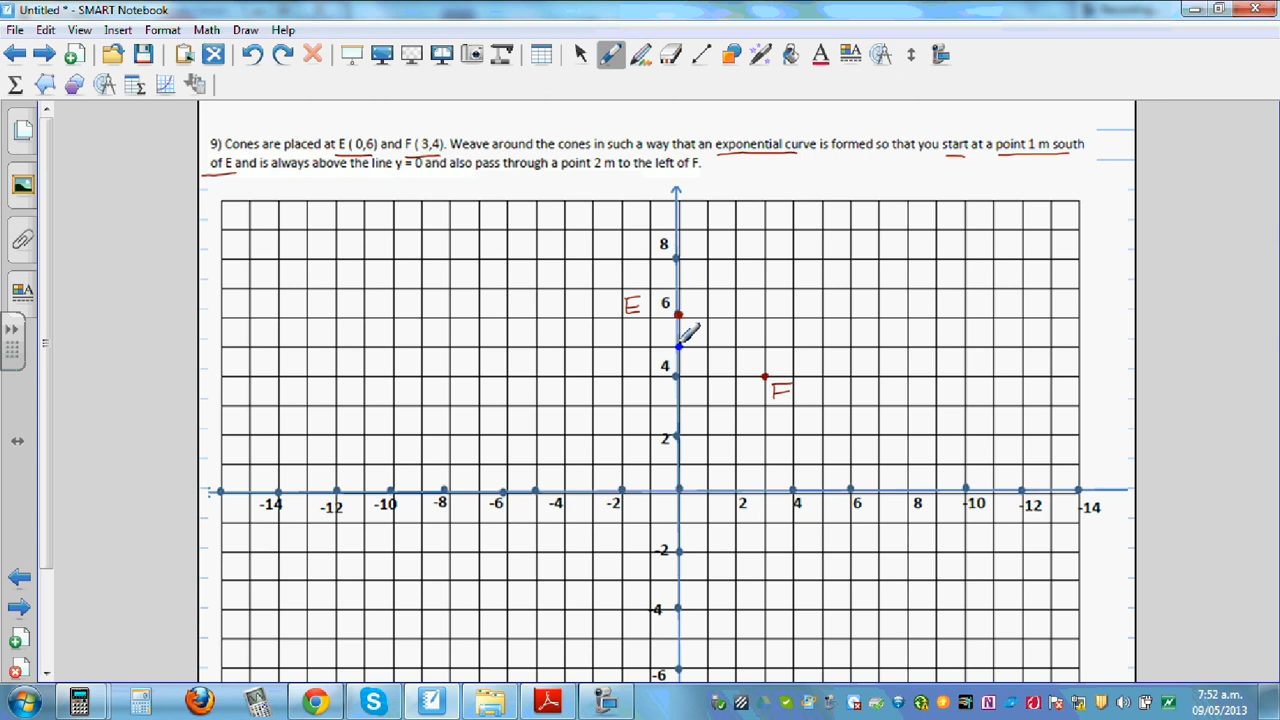 Untitled * - SMART Notebook
File Edit View Insert Format Math Draw Help
9) Cones are placed at E ( 0,6) and F ( 3,4). Weave around the cones in such a way that an exponential curve is formed so that you start at a point 1 m south
of E and is always above the line y = 0 and also pass through a point 2 m to the left of F.
8
E 6
4
F
2
-14 -12 -10 -8 -6 -4 -2 2 4 6 8 -10 -12 -14
-2
-4
-6
7:52 a.m.
09/05/2013